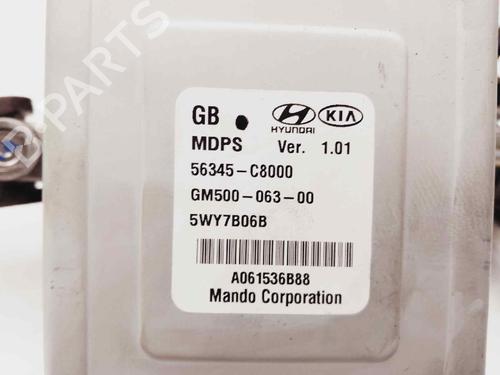 GB HYUNDAI KIA
MDPS Ver. 1.01
56345-C8000
GM500-063-00
5WY7B06B
A061536B88
Mando Corporation
B-PARTS